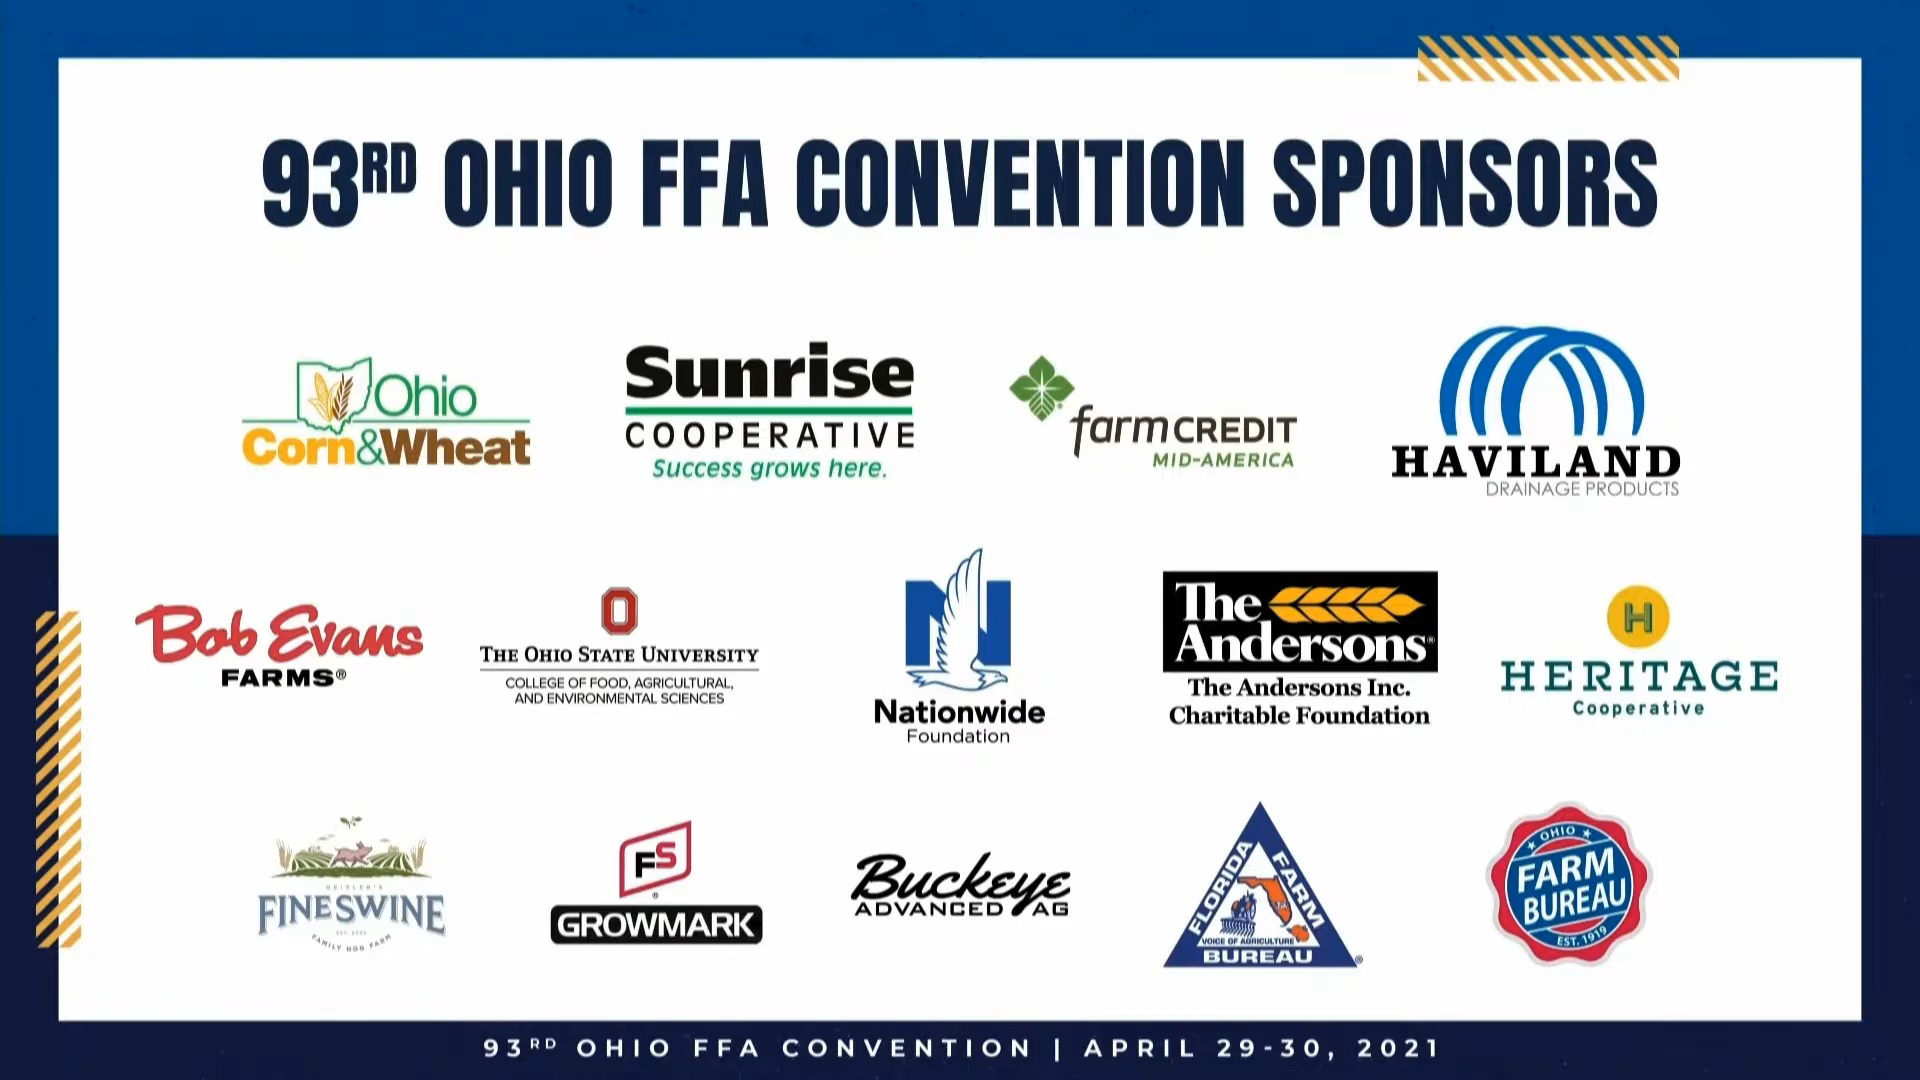 93RD OHIO FFA CONVENTION SPONSORS
Ohio
Corn&Wheat
Sunrise
COOPERATIVE
Success grows here.
farm CREDIT
MID-AMERICA
HAVILAND
DRAINAGE PRODUCTS
Bob Evans
FARMS®
O
THE OHIO STATE UNIVERSITY
COLLEGE OF FOOD, AGRICULTURAL,
AND ENVIRONMENTAL SCIENCES
N
Nationwide
Foundation
The
Andersons®
The Andersons Inc.
Charitable Foundation
H
HERITAGE
Cooperative
HEISLER'S
FINE SWINE
FAMILY HOG FARM
FS
®
GROWMARK
Buckeye
ADVANCED AG
FLORIDA FARM
VOICE OF AGRICULTURE
BUREAU ®
OHIO
FARM
BUREAU
EST. 1919
93RD OHIO FFA CONVENTION | APRIL 29-30, 2021